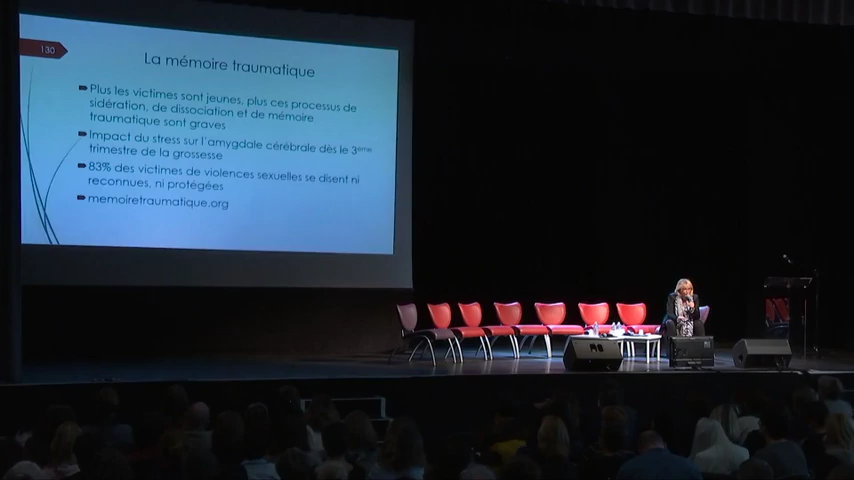 130
La mémoire traumatique
Plus les victimes sont jeunes, plus ces processus de
sidération, de dissociation et de mémoire
traumatique sont graves
Impact du stress sur l'amygdale cérébrale dès le 3ème
trimestre de la grossesse
83% des victimes de violences sexuelles se disent ni
reconnues, ni protégées
memoiretraumatique.org